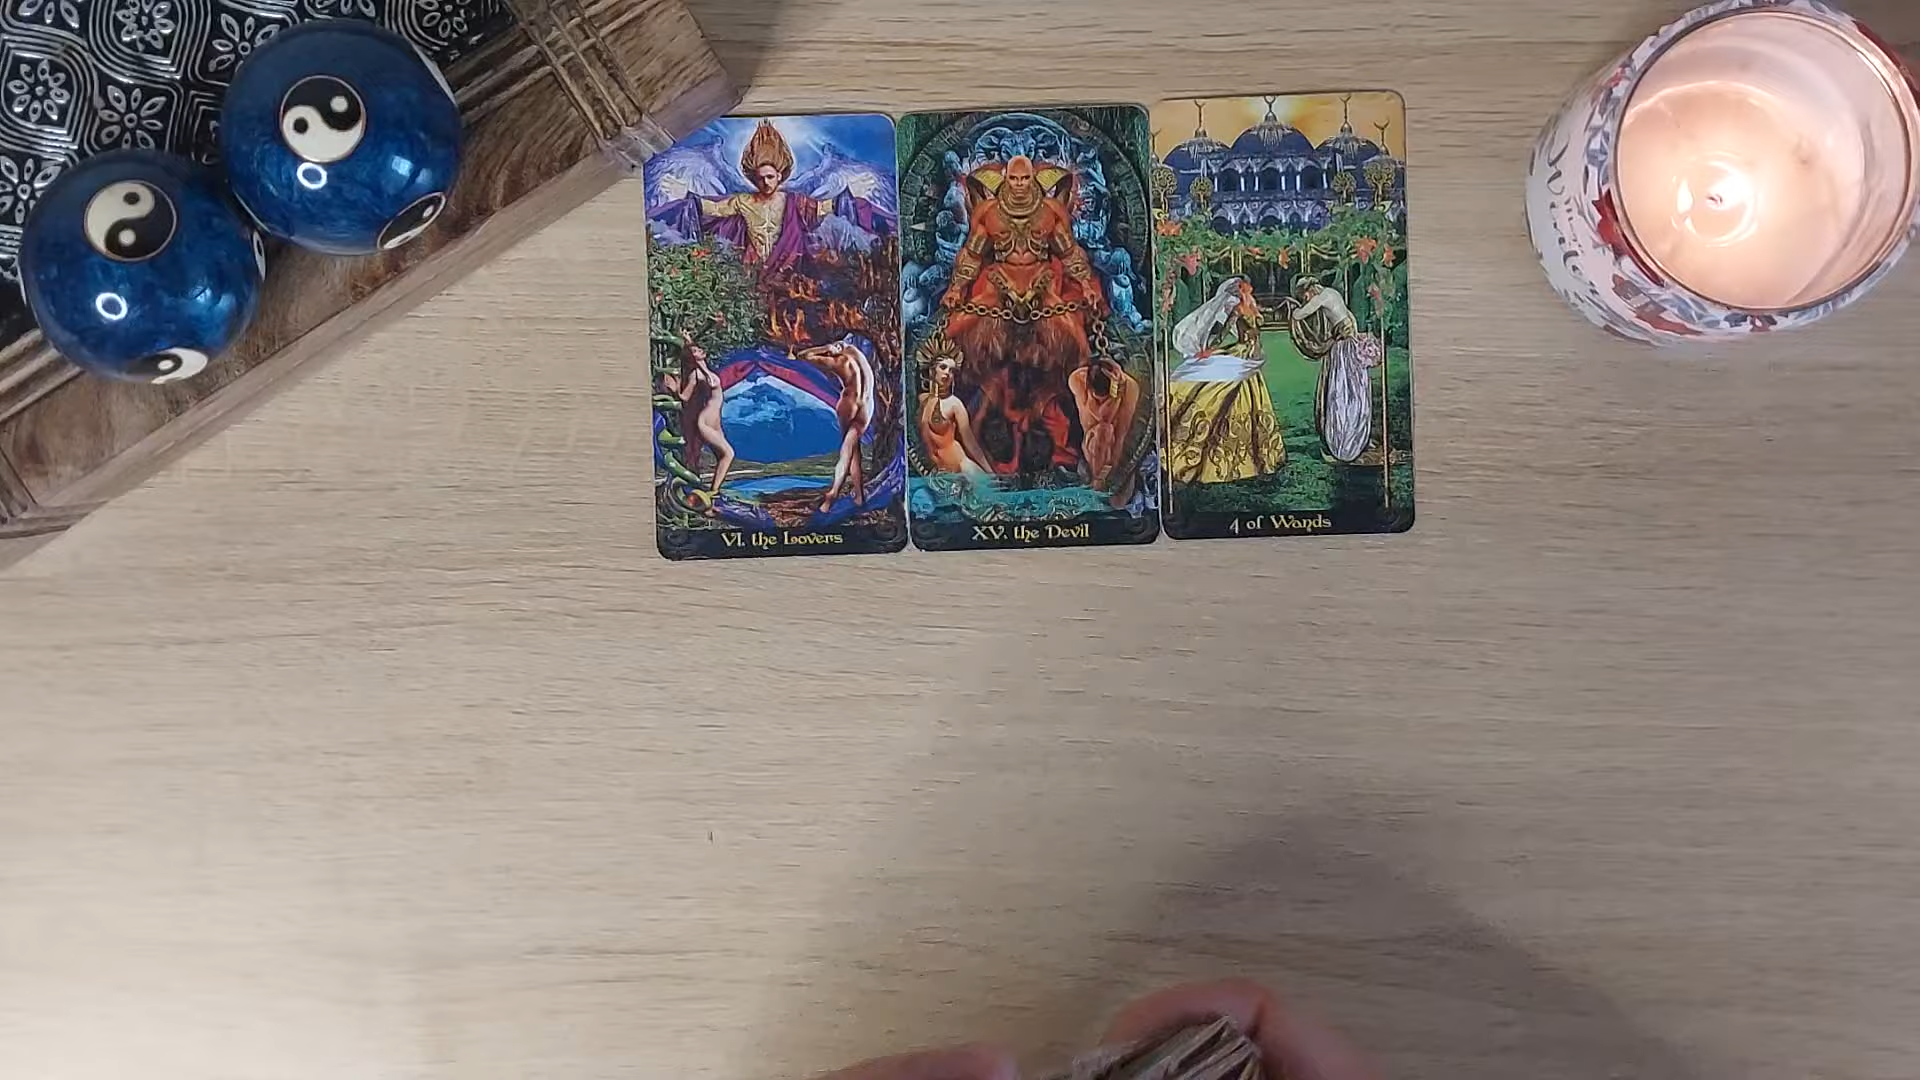 VI. the Lovers
XV. the Devil
4 of Wands